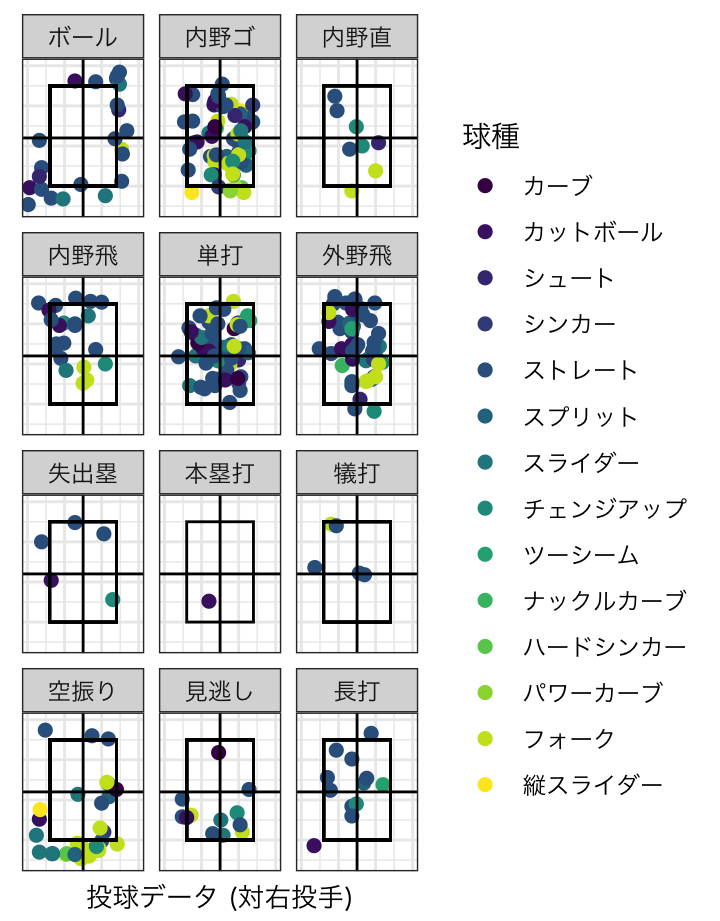 ボール 内野ゴ 内野直
内野飛 単打 外野飛
失出塁 本塁打 犠打
空振り 見逃し 長打
投球データ (対右投手)
球種
カーブ
カットボール
シュート
シンカー
ストレート
スプリット
スライダー
チェンジアップ
ツーシーム
ナックルカーブ
ハードシンカー
パワーカーブ
フォーク
縦スライダー